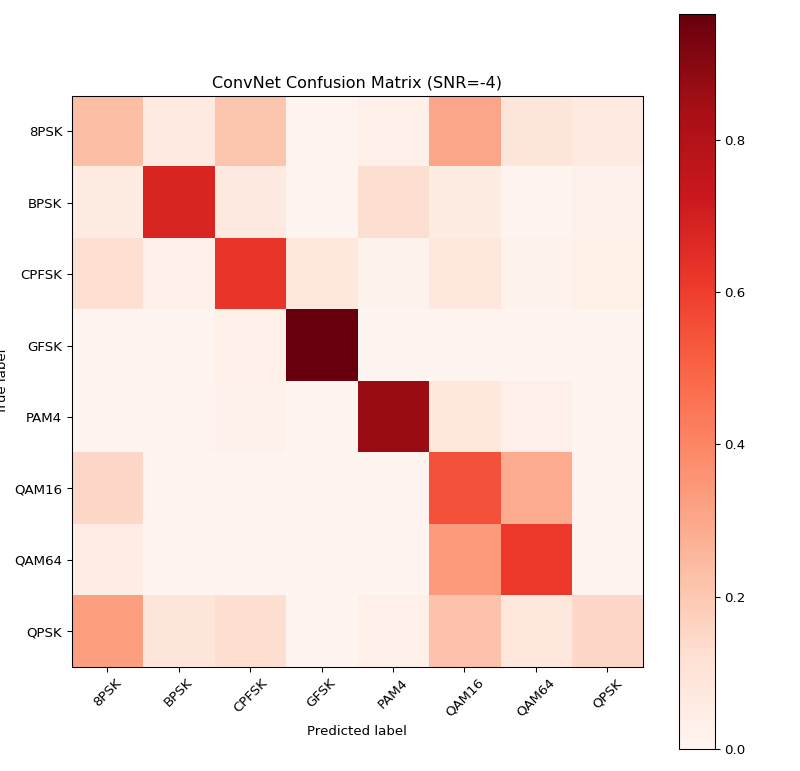 ConvNet Confusion Matrix (SNR=-4)
8PSK
BPSK
CPFSK
GFSK
PAM4
QAM16
QAM64
QPSK
True label
8PSK
BPSK
CPFSK
GFSK
PAM4
QAM16
QAM64
QPSK
Predicted label
0.8
0.6
0.4
0.2
0.0